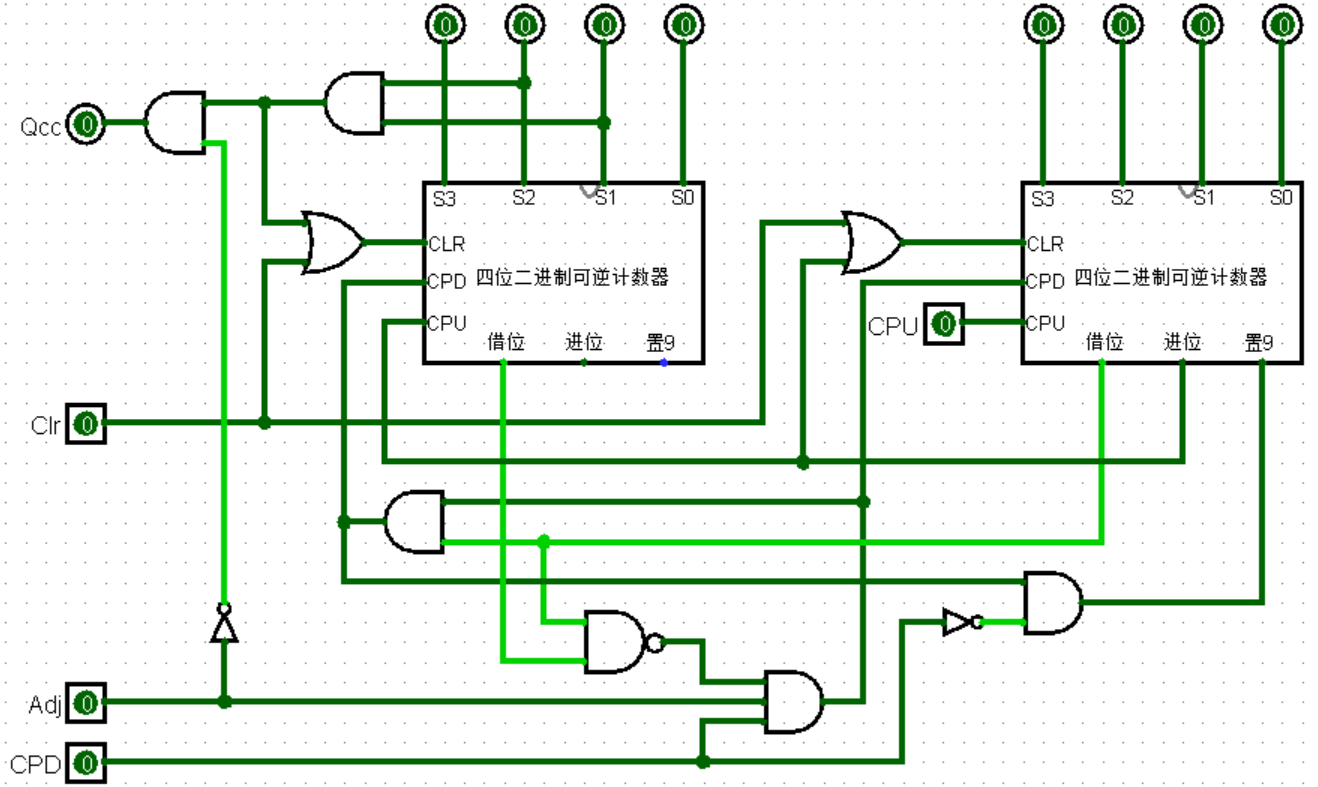 0 0 0 0 0 0 0 0
Qcc 0
S3 S2 S1 S0 S3 S2 S1 S0
CLR CLR
CPD 四位二进制可逆计数器 CPD 四位二进制可逆计数器
CPU CPU 0 CPU
借位 进位 置9 借位 进位 置9
Clr 0
Adj 0
CPD 0